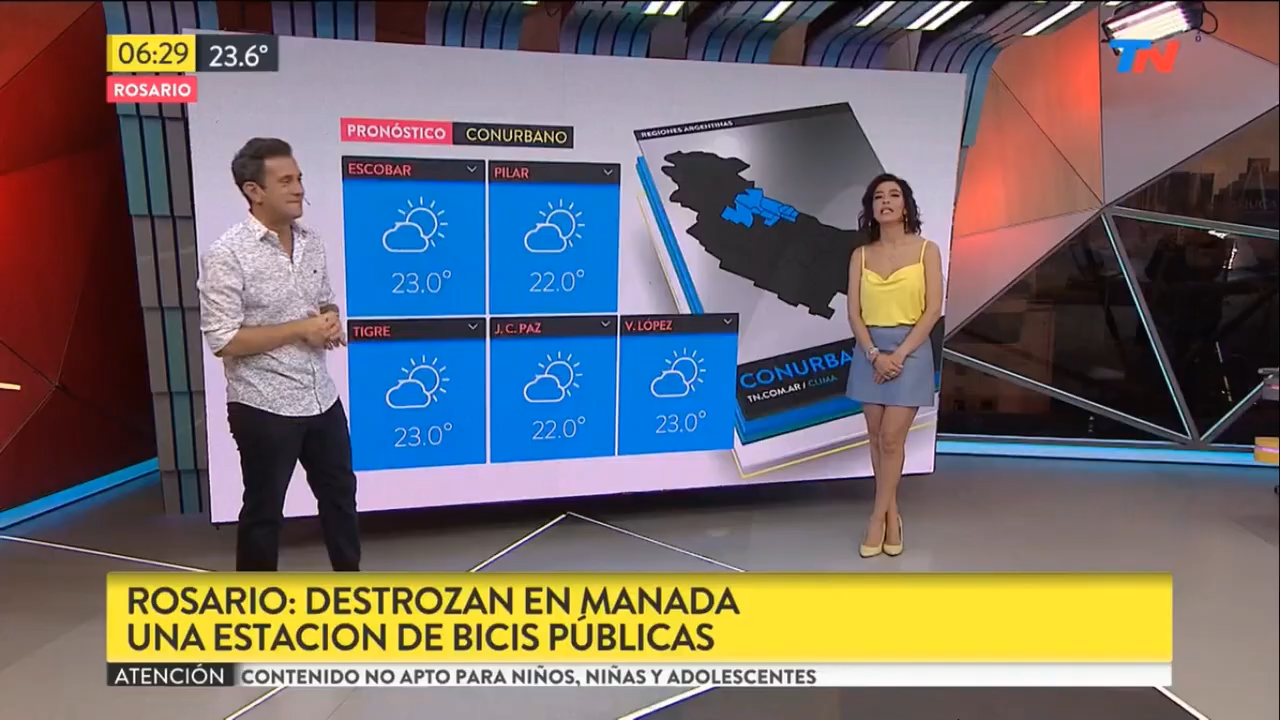 06:29 23.6°
ROSARIO
TN
PRONÓSTICO CONURBANO
REGIONES ARGENTINAS
ESCOBAR
PILAR
23.0°
22.0°
TIGRE
J. C. PAZ
V. LÓPEZ
23.0°
22.0°
23.0°
CONURBA
TN.COM.AR / CLIMA
ROSARIO: DESTROZAN EN MANADA
UNA ESTACION DE BICIS PÚBLICAS
ATENCIÓN CONTENIDO NO APTO PARA NIÑOS, NIÑAS Y ADOLESCENTES